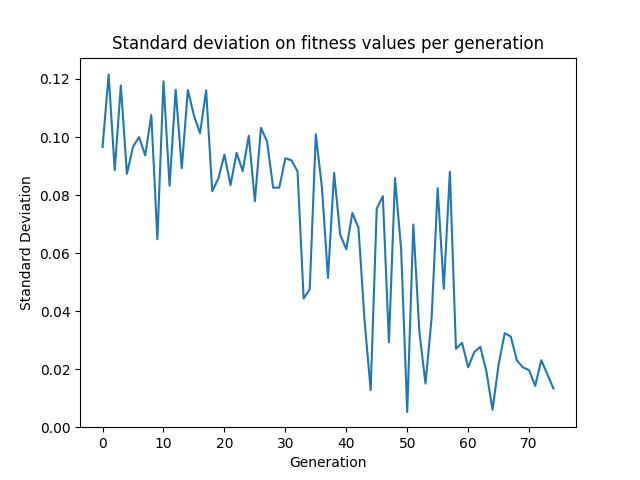 Standard deviation on fitness values per generation
0.12
0.10
0.08
0.06
0.04
0.02
0.00
Standard Deviation
0 10 20 30 40 50 60 70
Generation